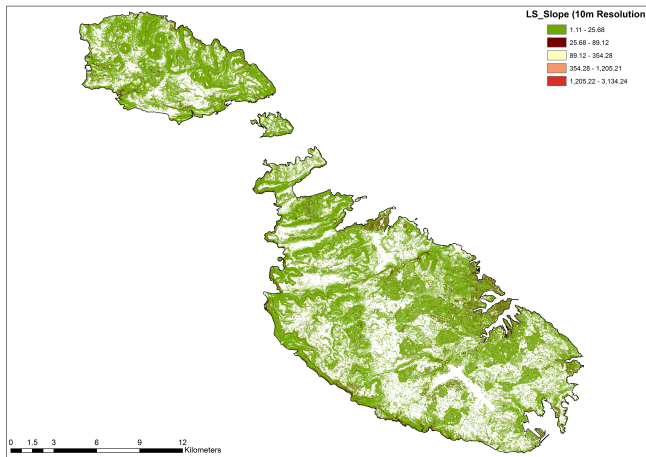 LS_Slope (10m Resolution
1.11 - 25.68
25.68 - 89.12
89.12 - 354.28
354.28 - 1,205.21
1,205.22 - 3,134.24
0 1.5 3 6 9 12
Kilometers